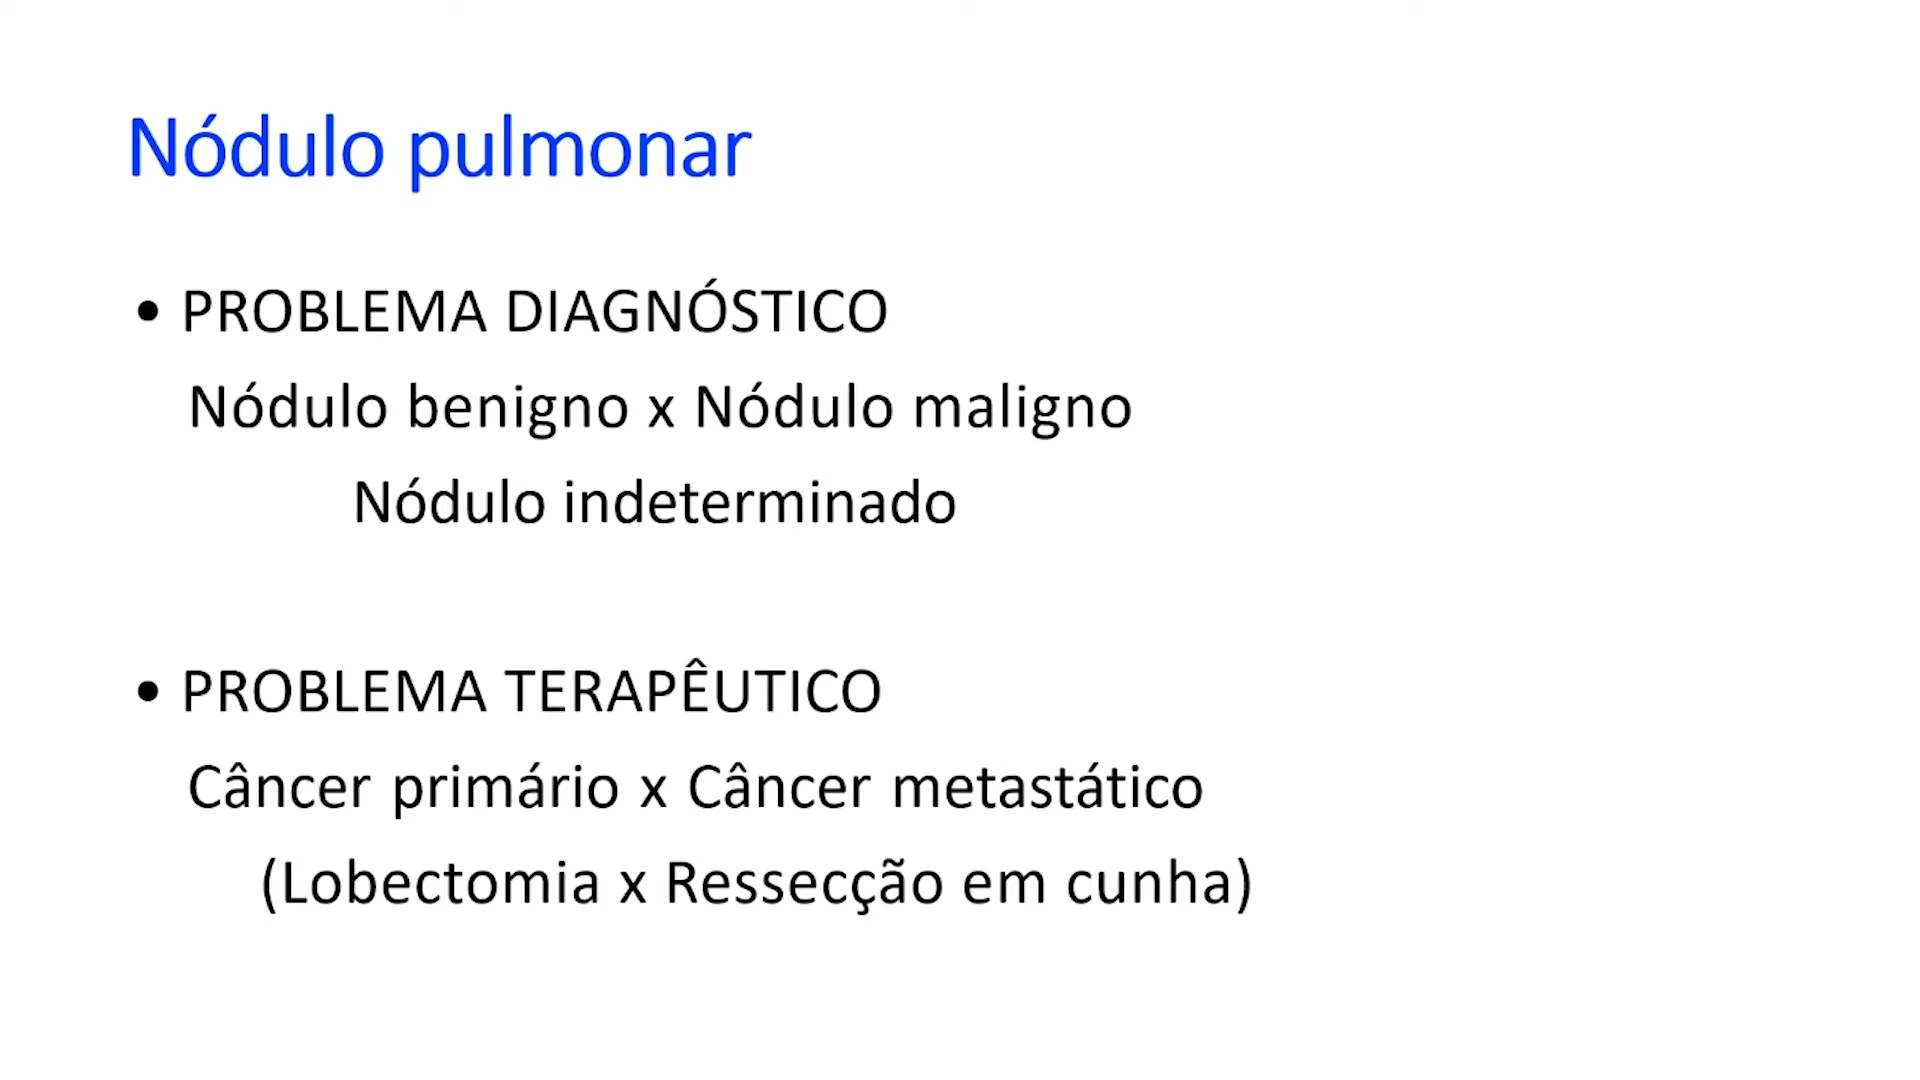 Nódulo pulmonar
• PROBLEMA DIAGNÓSTICO
Nódulo benigno x Nódulo maligno
Nódulo indeterminado
• PROBLEMA TERAPÊUTICO
Câncer primário x Câncer metastático
(Lobectomia x Ressecção em cunha)